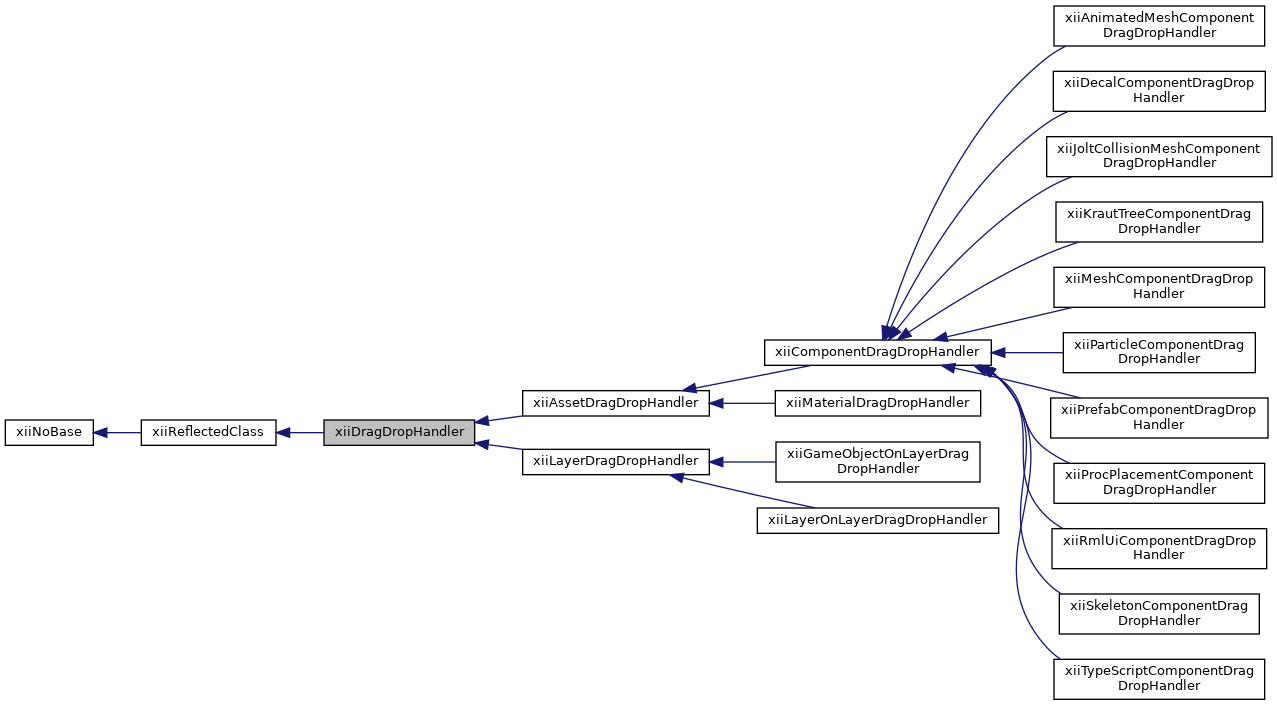 xiiNoBase
xiiReflectedClass
xiiDragDropHandler
xiiAssetDragDropHandler
xiiLayerDragDropHandler
xiiComponentDragDropHandler
xiiMaterialDragDropHandler
xiiGameObjectOnLayerDrag
DropHandler
xiiLayerOnLayerDragDropHandler
xiiAnimatedMeshComponent
DragDropHandler
xiiDecalComponentDragDrop
Handler
xiiJoltCollisionMeshComponent
DragDropHandler
xiiKrautTreeComponentDrag
DropHandler
xiiMeshComponentDragDrop
Handler
xiiParticleComponentDrag
DropHandler
xiiPrefabComponentDragDrop
Handler
xiiProcPlacementComponent
DragDropHandler
xiiRmlUiComponentDragDrop
Handler
xiiSkeletonComponentDrag
DropHandler
xiiTypeScriptComponentDrag
DropHandler